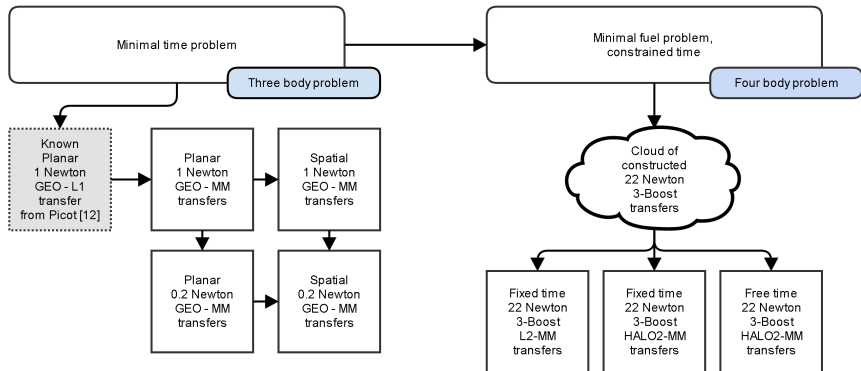 Minimal time problem
Three body problem
Minimal fuel problem,
constrained time
Four body problem
Known
Planar
1 Newton
GEO - L1
transfer
from Picot [12]
Planar
1 Newton
GEO - MM
transfers
Spatial
1 Newton
GEO - MM
transfers
Planar
0.2 Newton
GEO - MM
transfers
Spatial
0.2 Newton
GEO - MM
transfers
Cloud of
constructed
22 Newton
3-Boost
transfers
Fixed time
22 Newton
3-Boost
L2-MM
transfers
Fixed time
22 Newton
3-Boost
HALO2-MM
transfers
Free time
22 Newton
3-Boost
HALO2-MM
transfers